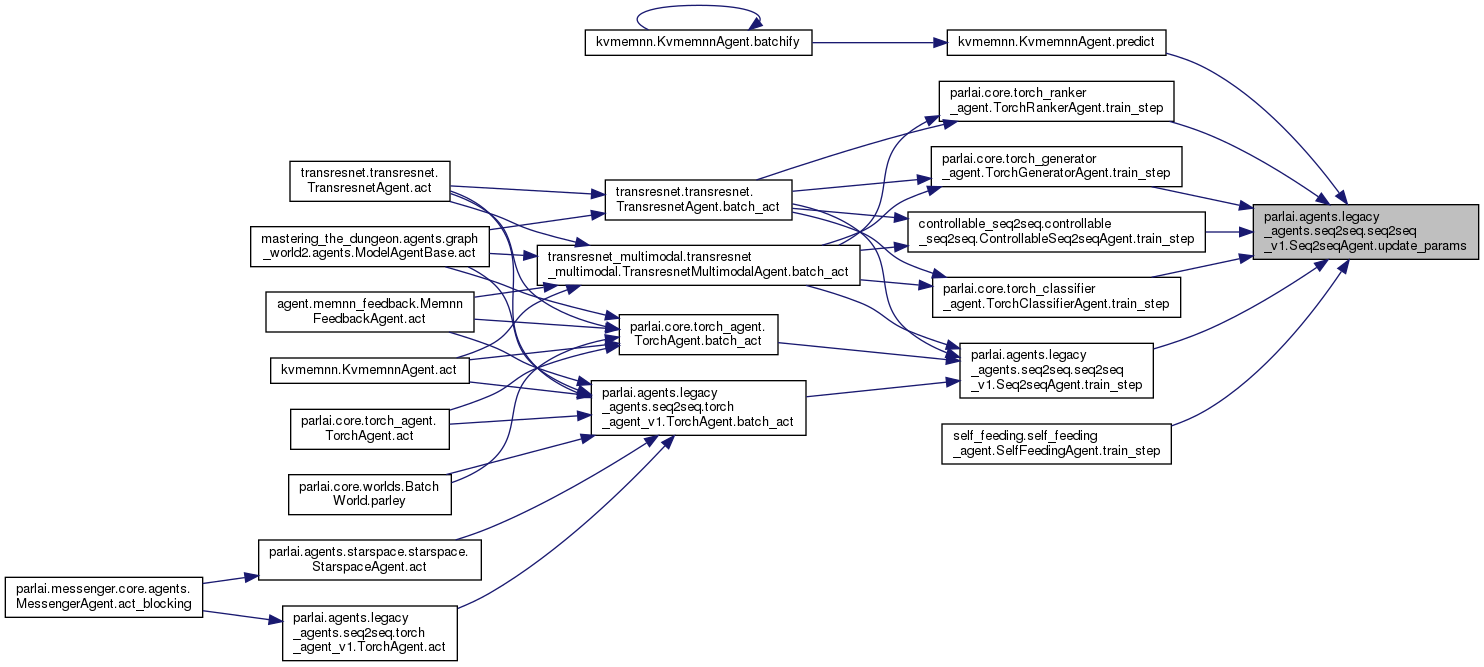 kvmemnn.KvmemnnAgent.batchify
kvmemnn.KvmemnnAgent.predict
parlai.core.torch_ranker
_agent.TorchRankerAgent.train_step
parlai.core.torch_generator
_agent.TorchGeneratorAgent.train_step
transresnet.transresnet.
TransresnetAgent.act
transresnet.transresnet.
TransresnetAgent.batch_act
controllable_seq2seq.controllable
_seq2seq.ControllableSeq2seqAgent.train_step
parlai.agents.legacy
_agents.seq2seq.seq2seq
_v1.Seq2seqAgent.update_params
mastering_the_dungeon.agents.graph
_world2.agents.ModelAgentBase.act
transresnet_multimodal.transresnet
_multimodal.TransresnetMultimodalAgent.batch_act
parlai.core.torch_classifier
_agent.TorchClassifierAgent.train_step
agent.memnn_feedback.Memnn
FeedbackAgent.act
parlai.core.torch_agent.
TorchAgent.batch_act
kvmemnn.KvmemnnAgent.act
parlai.agents.legacy
_agents.seq2seq.seq2seq
_v1.Seq2seqAgent.train_step
parlai.agents.legacy
_agents.seq2seq.torch
_agent_v1.TorchAgent.batch_act
parlai.core.torch_agent.
TorchAgent.act
self_feeding.self_feeding
_agent.SelfFeedingAgent.train_step
parlai.core.worlds.Batch
World.parley
parlai.agents.starspace.starspace.
StarspaceAgent.act
parlai.messenger.core.agents.
MessengerAgent.act_blocking
parlai.agents.legacy
_agents.seq2seq.torch
_agent_v1.TorchAgent.act